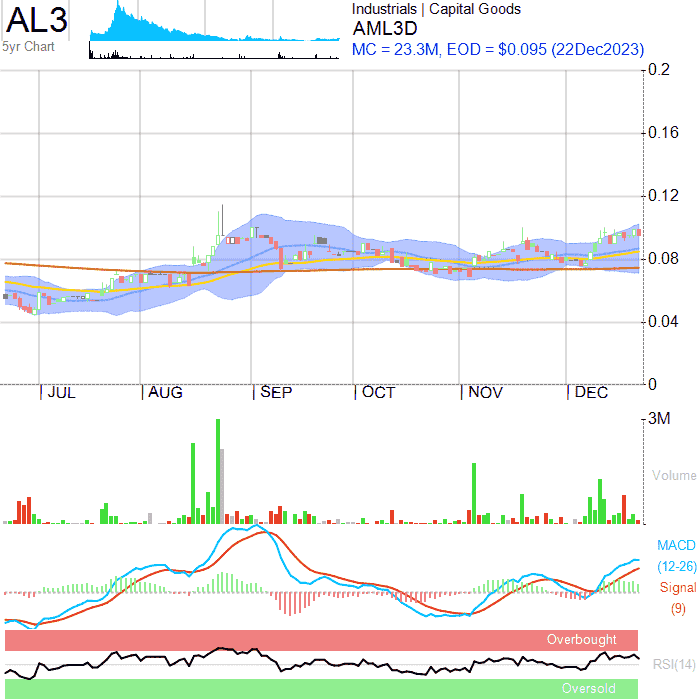 AL3
5yr Chart
Industrials | Capital Goods
AML3D
MC = 23.3M, EOD = $0.095 (22Dec2023)
0.2
0.16
0.12
0.08
0.04
0
JUL AUG SEP OCT NOV DEC
3M
Volume
MACD
(12-26)
Signal
(9)
Overbought
RSI(14)
Oversold